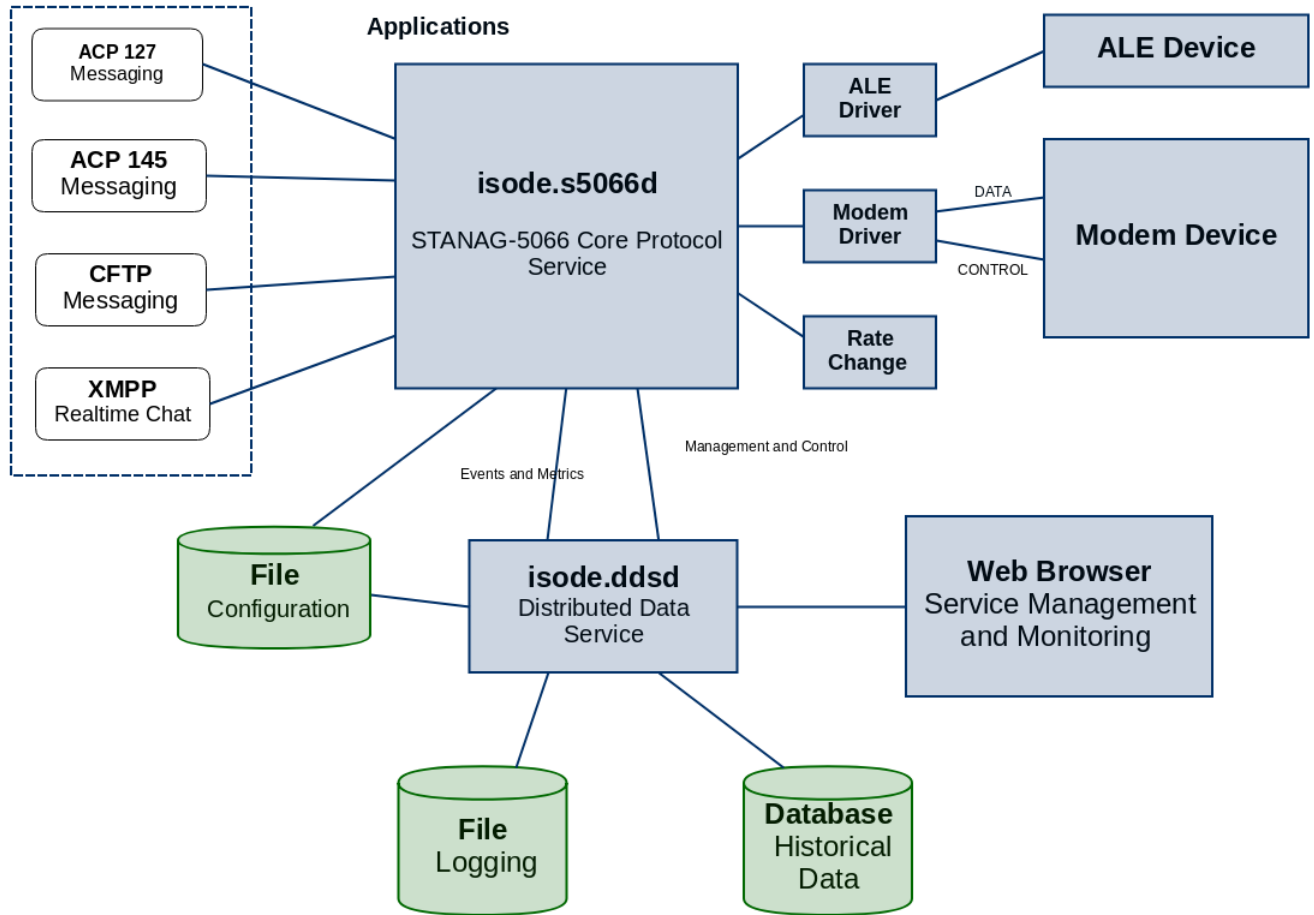 Applications
ACP 127
Messaging
ACP 145
Messaging
CFTP
Messaging
XMPP
Realtime Chat
isode.s5066d
STANAG-5066 Core Protocol
Service
ALE
Driver
Modem
Driver
Rate
Change
ALE Device
DATA
CONTROL
Modem Device
Events and Metrics
Management and Control
File
Configuration
isode.ddsd
Distributed Data
Service
Web Browser
Service Management
and Monitoring
File
Logging
Database
Historical
Data